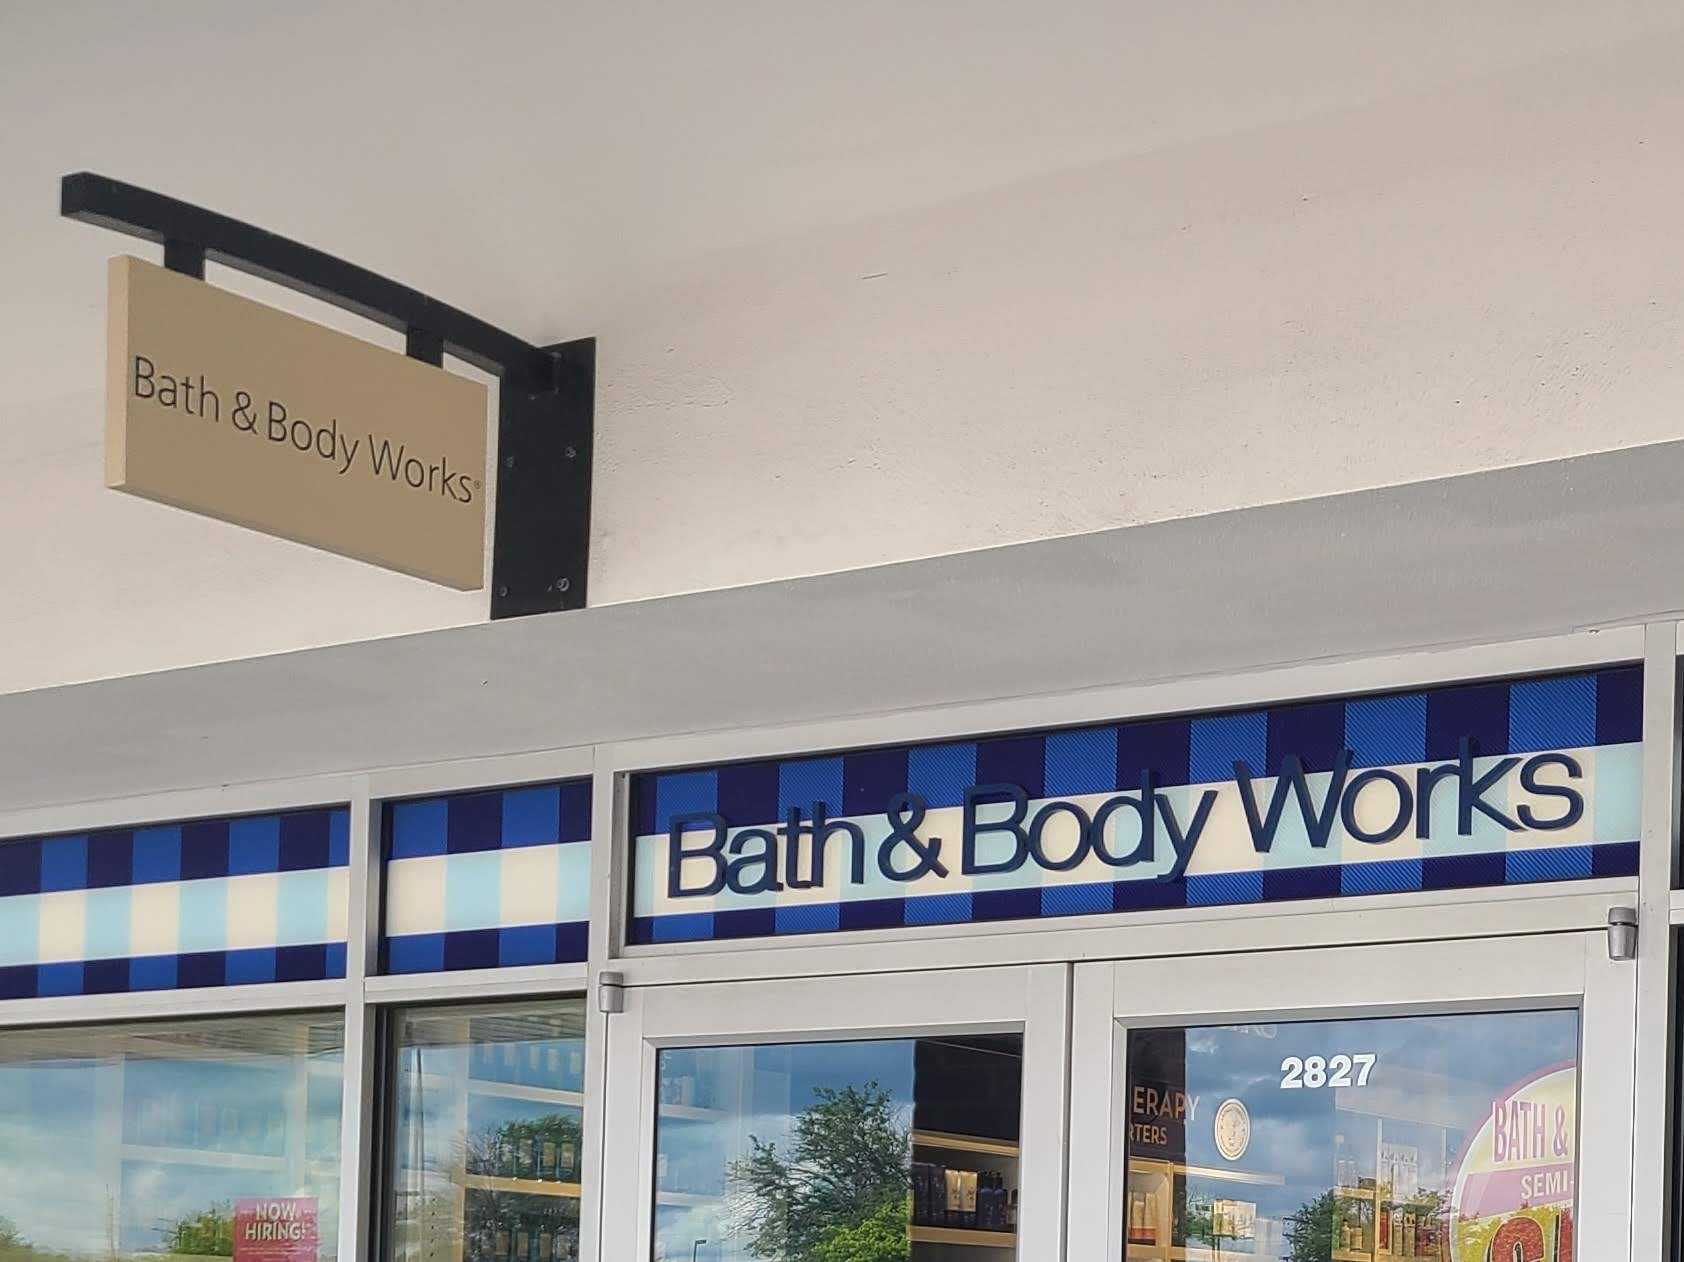 Bath & Body Works®
Bath & Body Works
2827
ERAPY
RTERS
BATH &
SEMI-
NOW
HIRING!